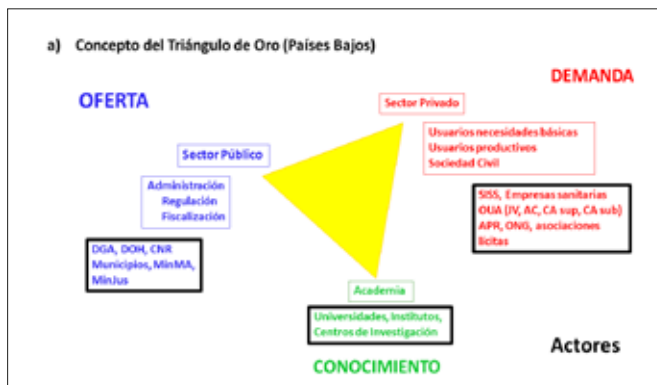 a) Concepto del Triángulo de Oro (Países Bajos)
DEMANDA
OFERTA
Sector Privado
Usuarios necesidades básicas
Usuarios productivos
Sociedad Civil
Sector Público
Administración
Regulación
Fiscalización
SISS, Empresas sanitarias
OUA (JV, AC, CA sup, CA sub)
APR, ONG, asociaciones
lícitas
DGA, DOH, CNR
Municipios, MinMA,
MinJus
Academia
Universidades, Institutos,
Centros de Investigación
Actores
CONOCIMIENTO